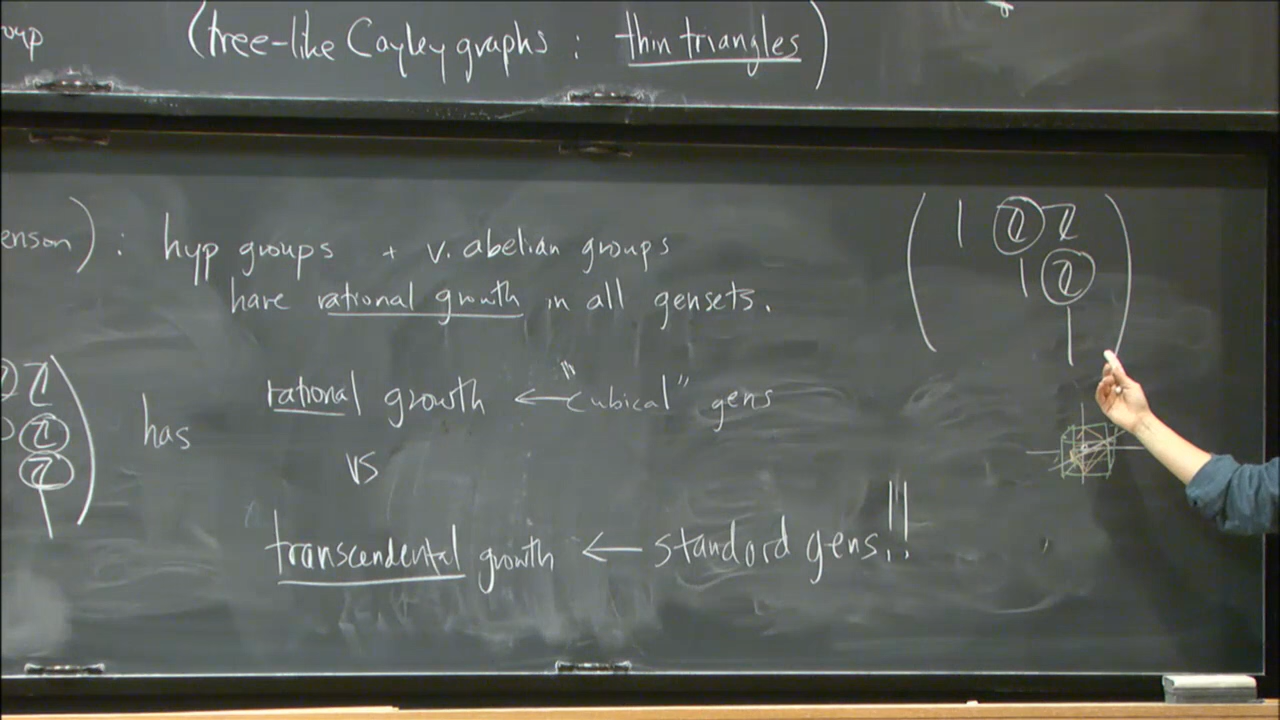 oup (tree-like Cayley graphs : thin triangles)
enson) : hyp groups + v. abelian groups
have rational growth in all gensets.
( 1 ℤ ℤ
1 ℤ
1 )
ℤ ℤ
ℤ
ℤ
1 )
has
rational growth ← "cubical" gens
vs
transcendental growth ← standard gens!!